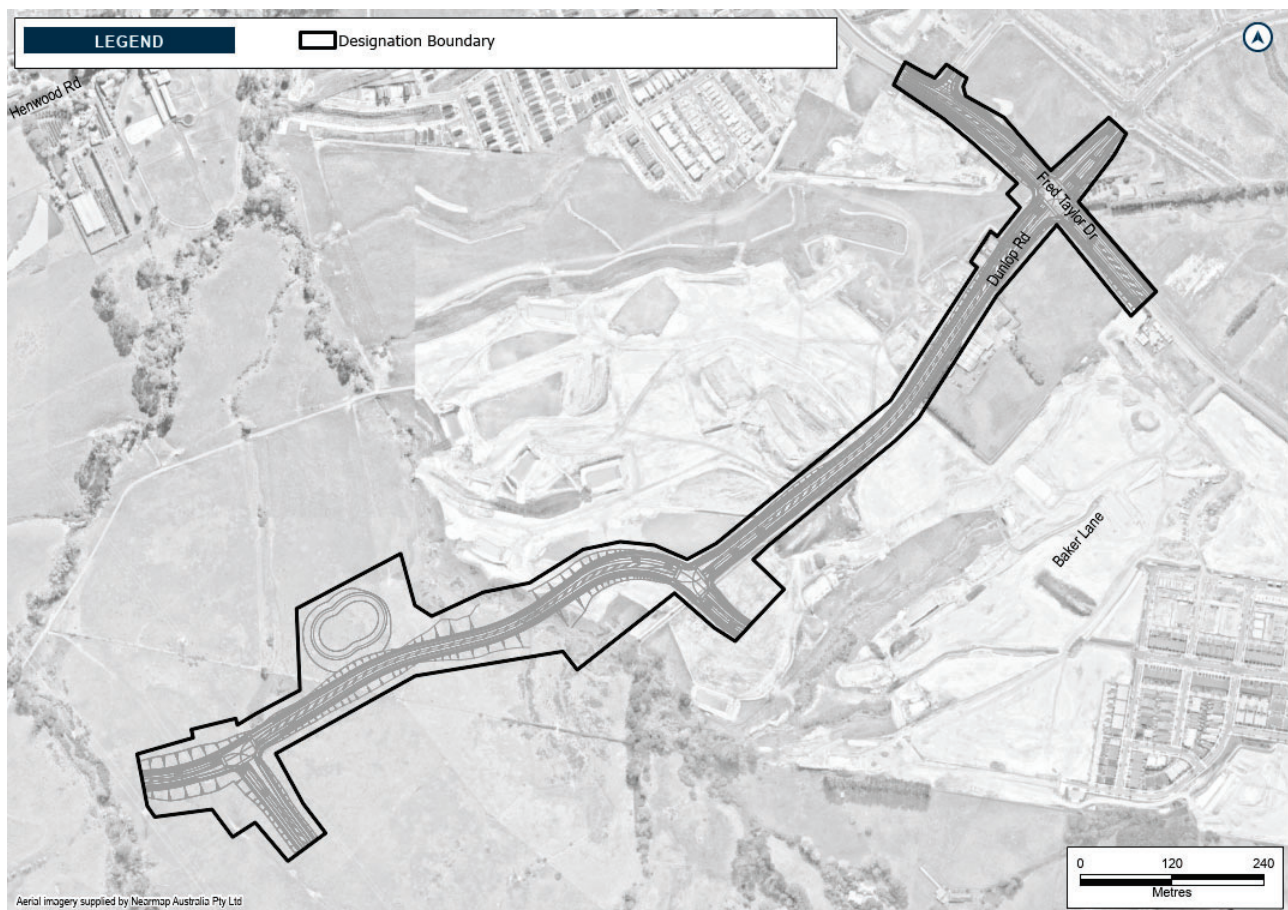 LEGEND
Designation Boundary
Henwood Rd
Fred Taylor Dr
Dunlop Rd
Baker Lane
0 120 240
Metres
Aerial imagery supplied by Nearmap Australia Pty Ltd